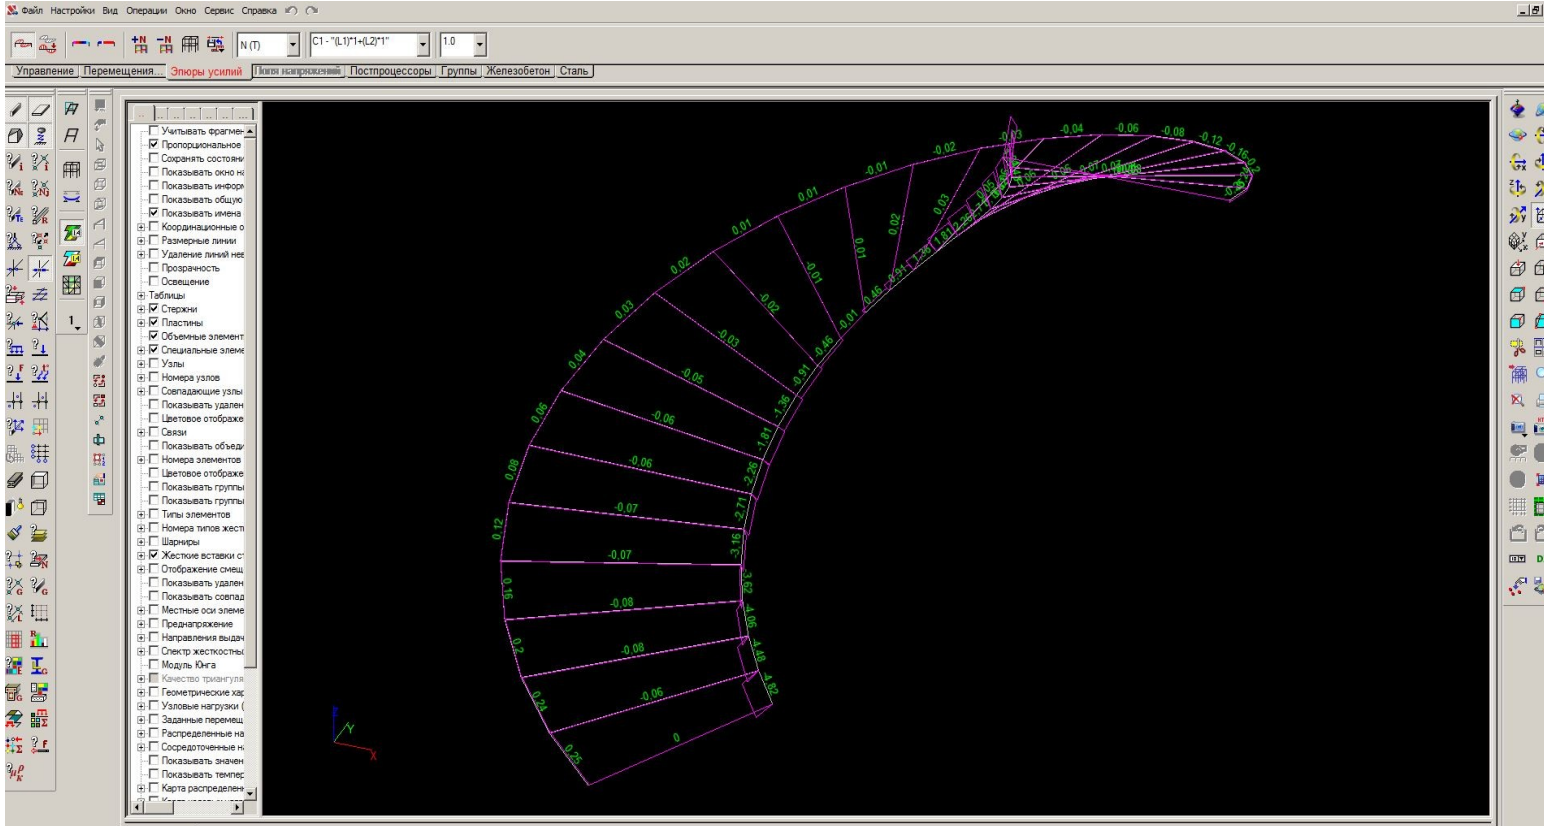 Файл Настройки Вид Операции Окно Сервис Справка
N (T) C1 - "(L1)*1+(L2)*1" 1.0
Управление Перемещения... Эпюры усилий Поля напряжений Постпроцессоры Группы Железобетон Сталь
Учитывать фрагмен
Пропорциональное
Сохранять состояни
Показывать окно на
Показывать информ
Показывать общую
Показывать имена
Координационные о
Размерные линии
Удаление линий нев
Прозрачность
Освещение
Таблицы
Стержни
Пластины
Объемные элемент
Специальные элеме
Узлы
Номера узлов
Совпадающие узлы
Показывать удален
Цветовое отображе
Связи
Показывать объеди
Номера элементов
Цветовое отображе
Показывать группы
Показывать группы
Типы элементов
Номера типов жест
Шарниры
Жесткие вставки ст
Отображение смещ
Показывать удален
Показывать совпад
Местные оси элеме
Преднапряжение
Направления выдач
Спектр жесткостны
Модуль Юнга
Качество триангуля
Геометрические хар
Узловые нагрузки (
Заданные перемещ
Распределенные на
Сосредоточенные н
Показывать значен
Показывать темпер
Карта распределен
-0,03
-0,04
-0,06
-0,08
-0,12
-0,16
-0,2
-0,02
-0,01
0,01
0,01
0,02
0,03
0,04
0,06
0,08
0,12
0,16
0,2
0,24
0,25
0,03
0,02
0,01
-0,01
-0,02
-0,03
-0,05
-0,06
-0,06
-0,07
-0,07
-0,08
-0,08
-0,06
0
2,26
1,81
1,36
0,91
0,46
-0,01
-0,46
-0,91
-1,36
-1,81
-2,26
-2,71
-3,16
-3,62
-4,06
-4,48
-4,82
Y
X